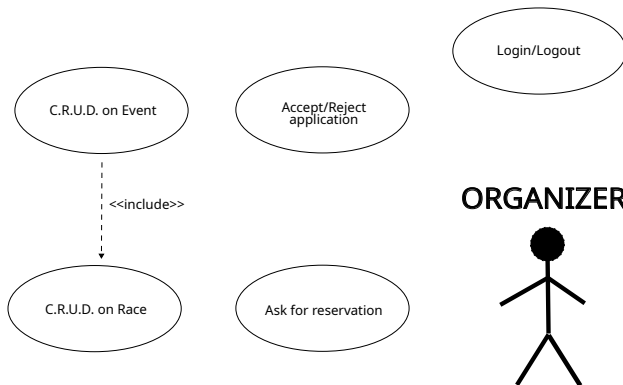 Login/Logout
C.R.U.D. on Event
Accept/Reject
application
<<include>>
ORGANIZER
C.R.U.D. on Race
Ask for reservation